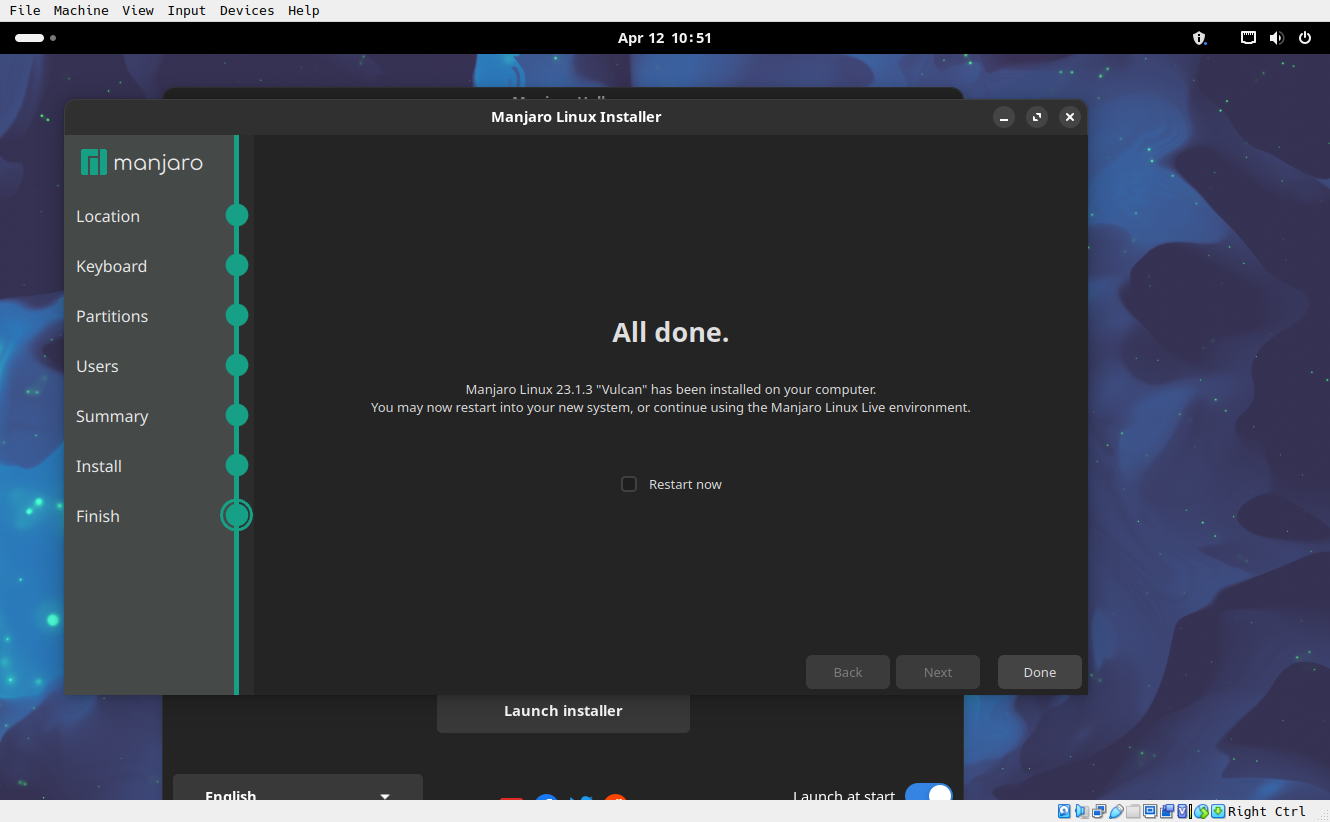 File Machine View Input Devices Help
Apr 12 10:51
Manjaro Linux Installer
manjaro
Location
Keyboard
Partitions
Users
Summary
Install
Finish
All done.
Manjaro Linux 23.1.3 "Vulcan" has been installed on your computer.
You may now restart into your new system, or continue using the Manjaro Linux Live environment.
Restart now
Back Next Done
Launch installer
English
Launch at start
Right Ctrl